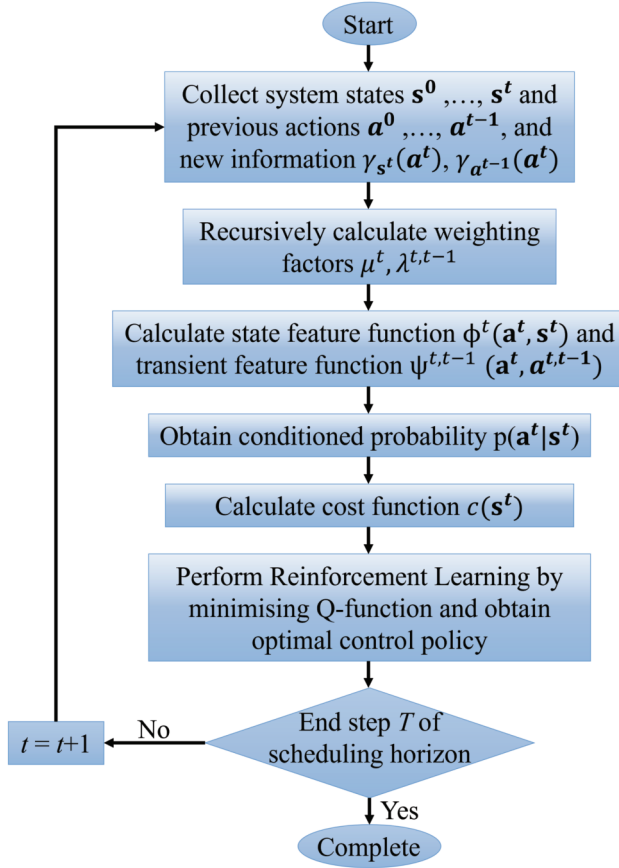 Start
Collect system states s⁰ ,…, sᵗ and
previous actions a⁰ ,…, aᵗ⁻¹, and
new information γ_sᵗ(aᵗ), γ_aᵗ⁻¹(aᵗ)
Recursively calculate weighting
factors μᵗ, λᵗ,ᵗ⁻¹
Calculate state feature function ϕᵗ(aᵗ, sᵗ) and
transient feature function ψᵗ,ᵗ⁻¹ (aᵗ, aᵗ,ᵗ⁻¹)
Obtain conditioned probability p(aᵗ|sᵗ)
Calculate cost function c(sᵗ)
Perform Reinforcement Learning by
minimising Q-function and obtain
optimal control policy
End step T of
scheduling horizon
No
t = t+1
Yes
Complete